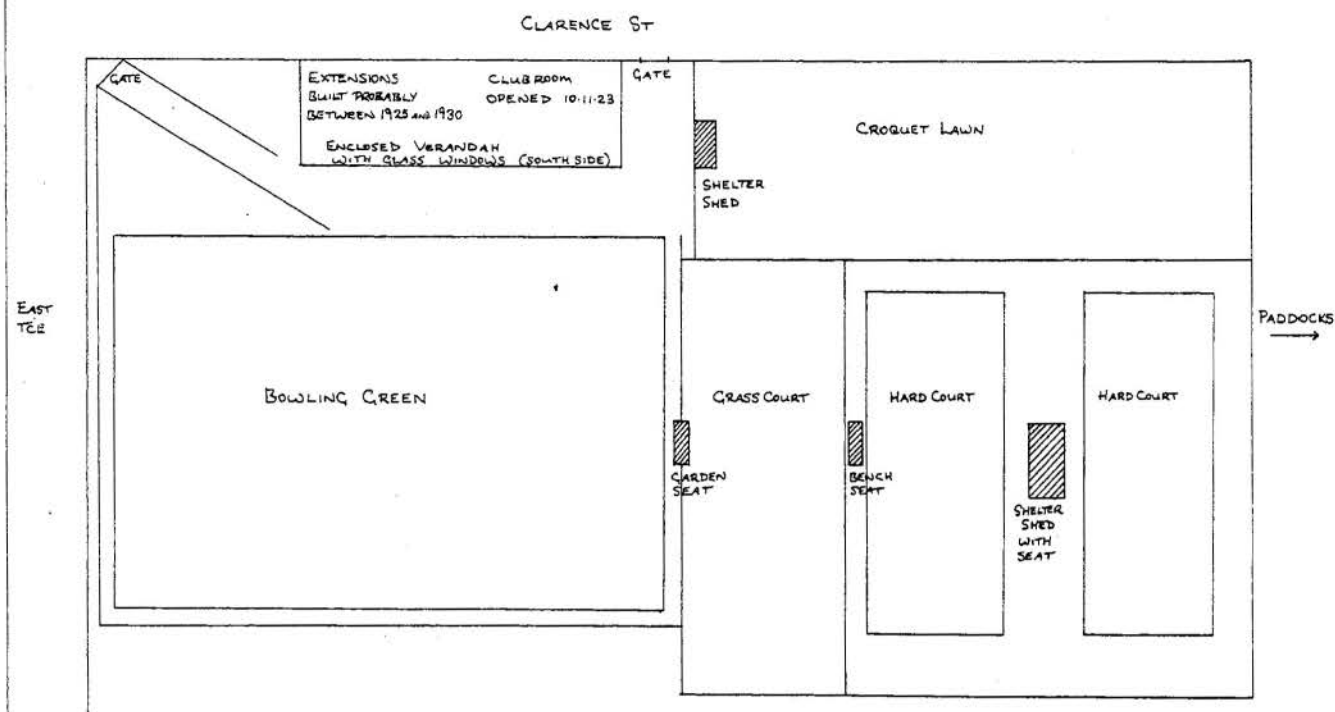 CLARENCE ST
GATE
EXTENSIONS
BUILT PROBABLY
BETWEEN 1925 AND 1930
CLUBROOM
OPENED 10.11.23
ENCLOSED VERANDAH
WITH GLASS WINDOWS (SOUTH SIDE)
GATE
CROQUET LAWN
SHELTER
SHED
EAST
TCE
PADDOCKS
BOWLING GREEN
GRASS COURT
HARD COURT
HARD COURT
GARDEN
SEAT
BENCH
SEAT
SHELTER
SHED
WITH
SEAT